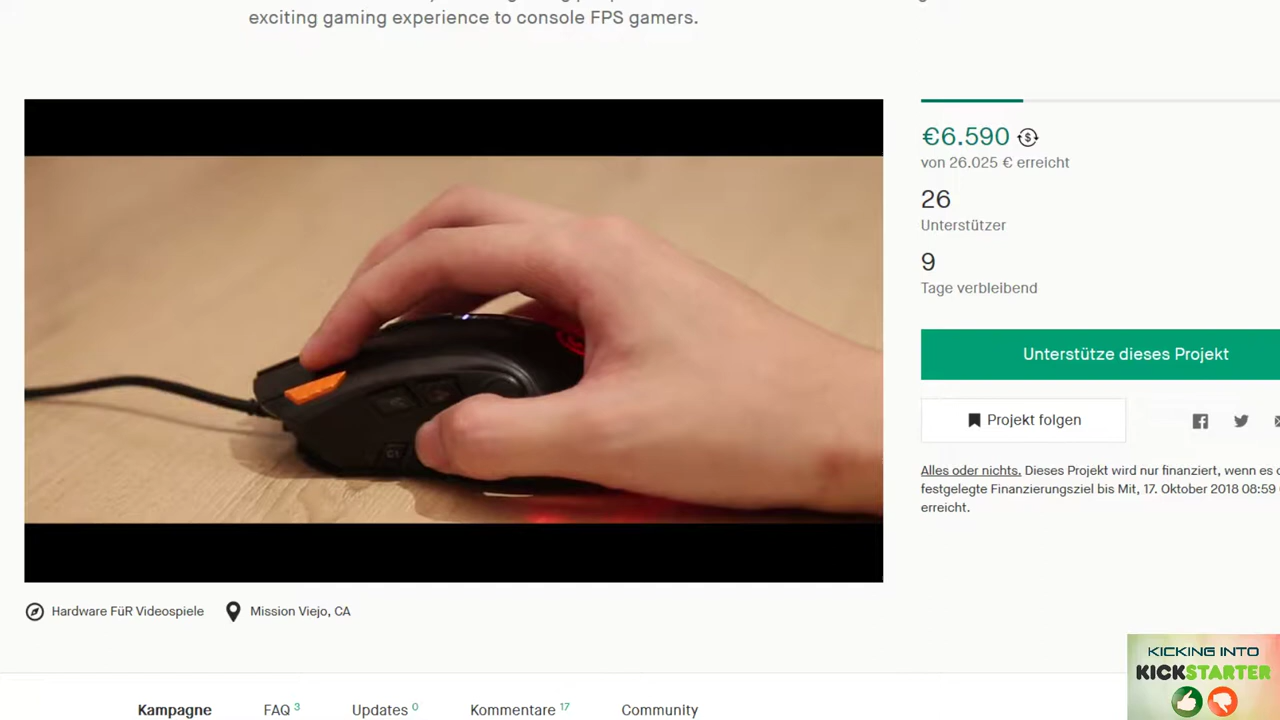 exciting gaming experience to console FPS gamers.
€6.590
von 26.025 € erreicht
26
Unterstützer
9
Tage verbleibend
Unterstütze dieses Projekt
Projekt folgen
Alles oder nichts. Dieses Projekt wird nur finanziert, wenn es
festgelegte Finanzierungsziel bis Mit, 17. Oktober 2018 08:59
erreicht.
C1
Hardware FüR Videospiele
Mission Viejo, CA
KICKING INTO
KICKSTARTER
Kampagne FAQ 3 Updates 0 Kommentare 17 Community